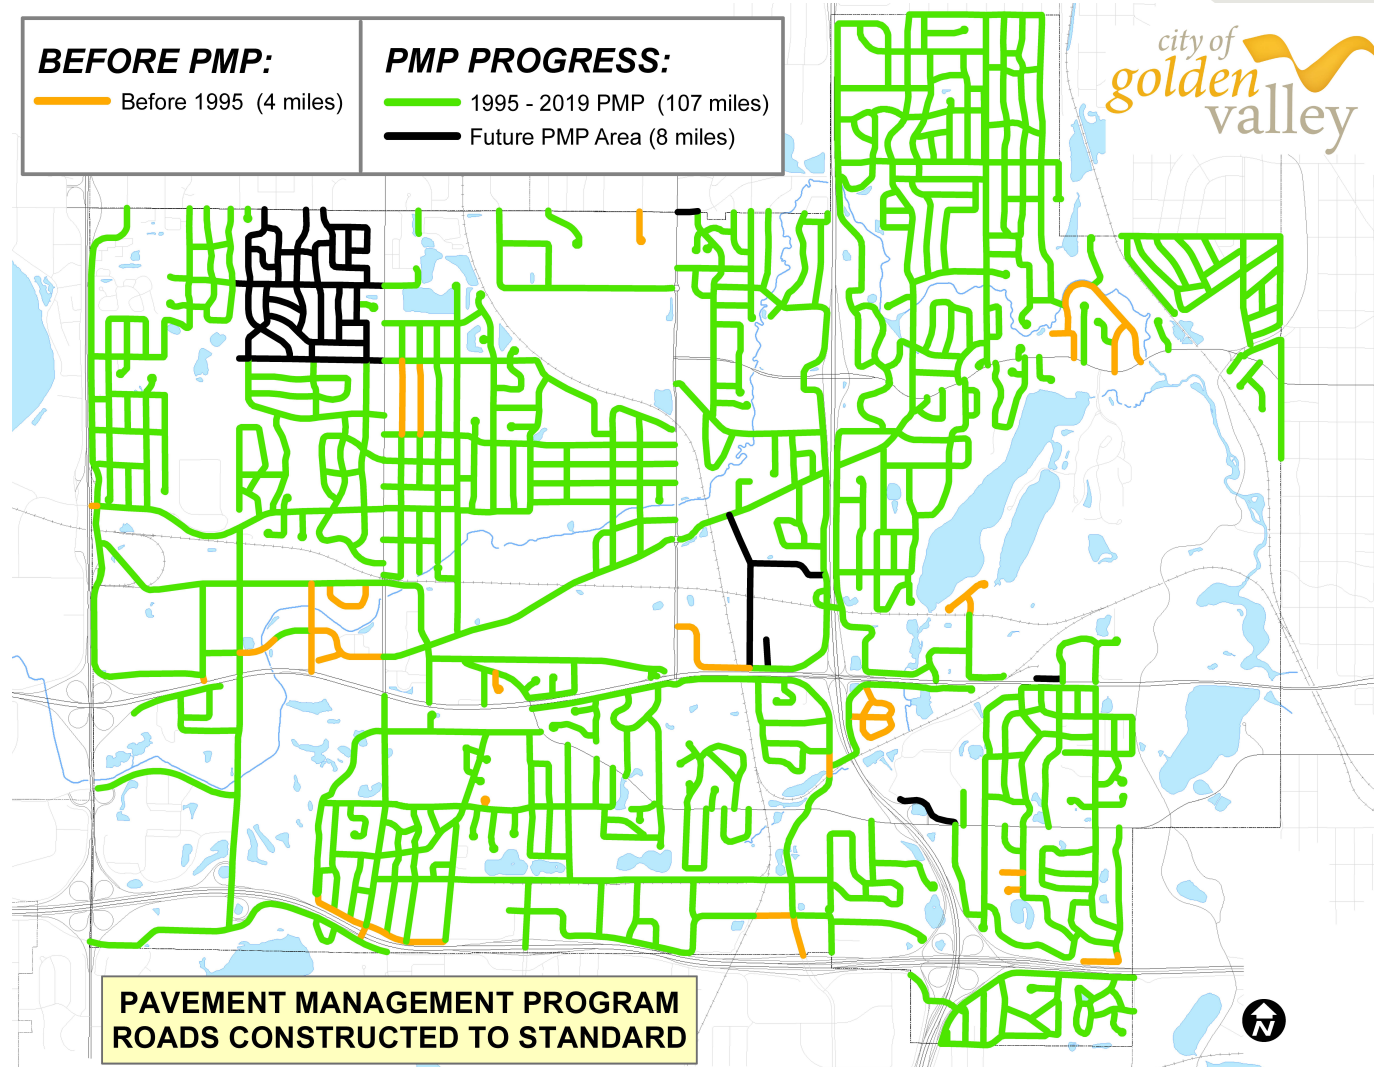 BEFORE PMP:
Before 1995 (4 miles)
PMP PROGRESS:
1995 - 2019 PMP (107 miles)
Future PMP Area (8 miles)
city of
golden
valley
PAVEMENT MANAGEMENT PROGRAM
ROADS CONSTRUCTED TO STANDARD
N